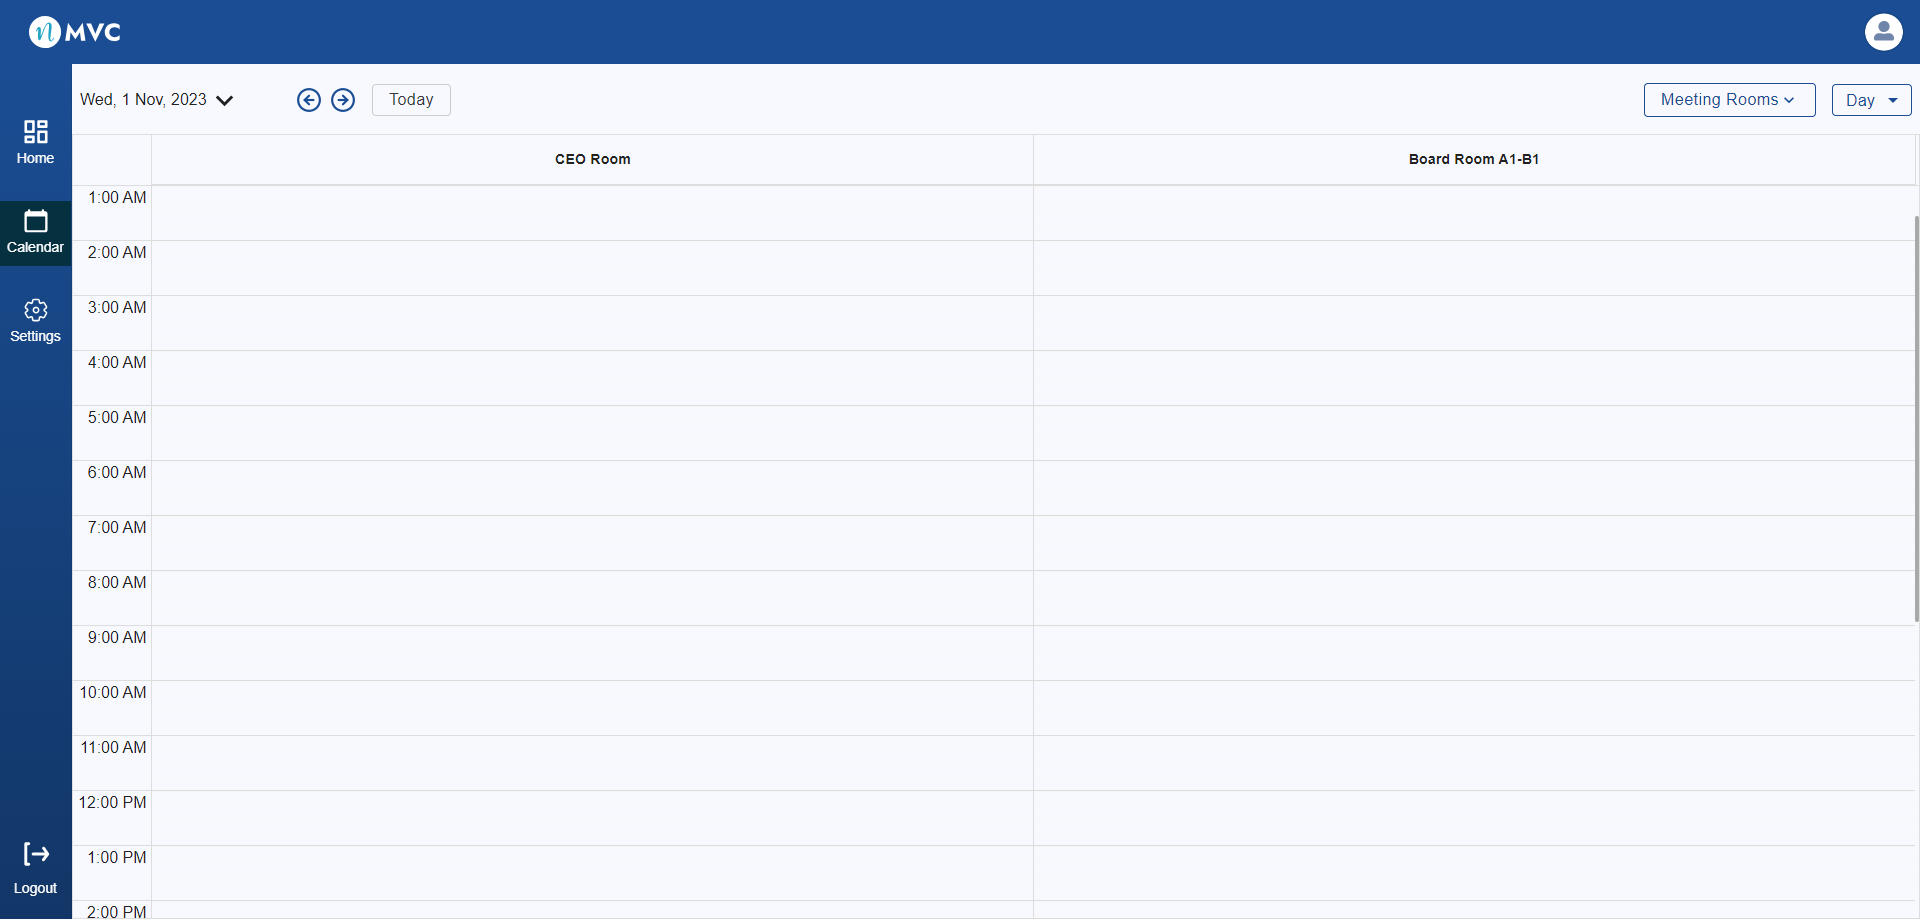 n MVC
Wed, 1 Nov, 2023
Today
Meeting Rooms
Day
Home
Calendar
Settings
Logout
CEO Room
Board Room A1-B1
1:00 AM
2:00 AM
3:00 AM
4:00 AM
5:00 AM
6:00 AM
7:00 AM
8:00 AM
9:00 AM
10:00 AM
11:00 AM
12:00 PM
1:00 PM
2:00 PM